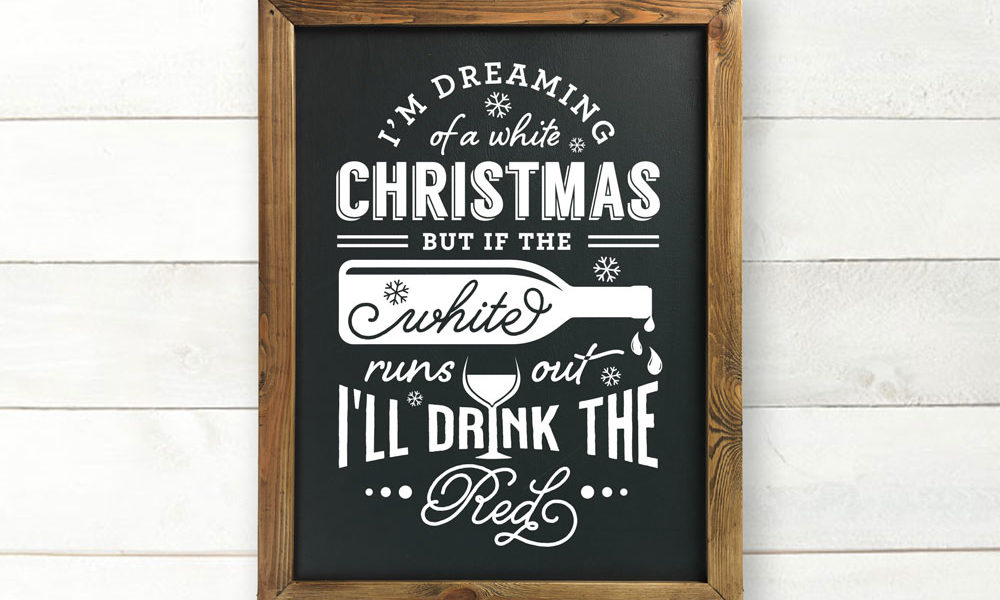 I'M DREAMING
of a white
CHRISTMAS
BUT IF THE
white
runs out
I'LL DRINK THE
Red